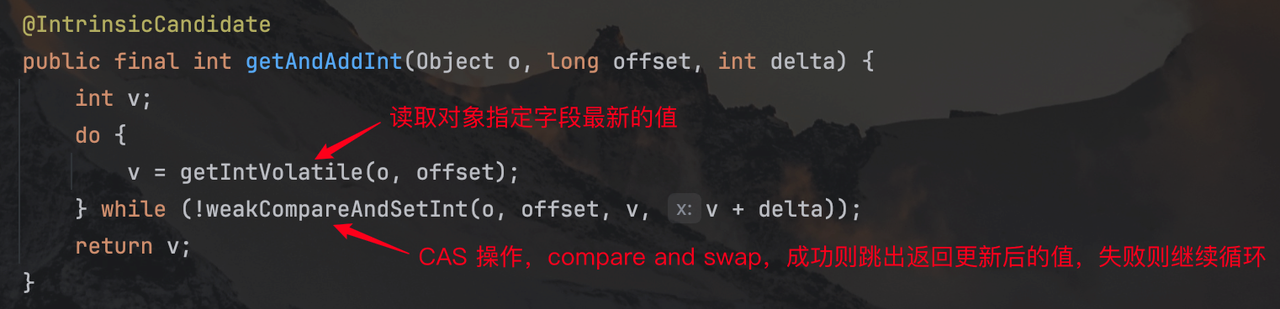 @IntrinsicCandidate
public final int getAndAddInt(Object o, long offset, int delta) {
    int v;
读取对象指定字段最新的值
    do {
        v = getIntVolatile(o, offset);
    } while (!weakCompareAndSetInt(o, offset, v, x: v + delta));
    return v;
CAS 操作，compare and swap，成功则跳出返回更新后的值，失败则继续循环
}